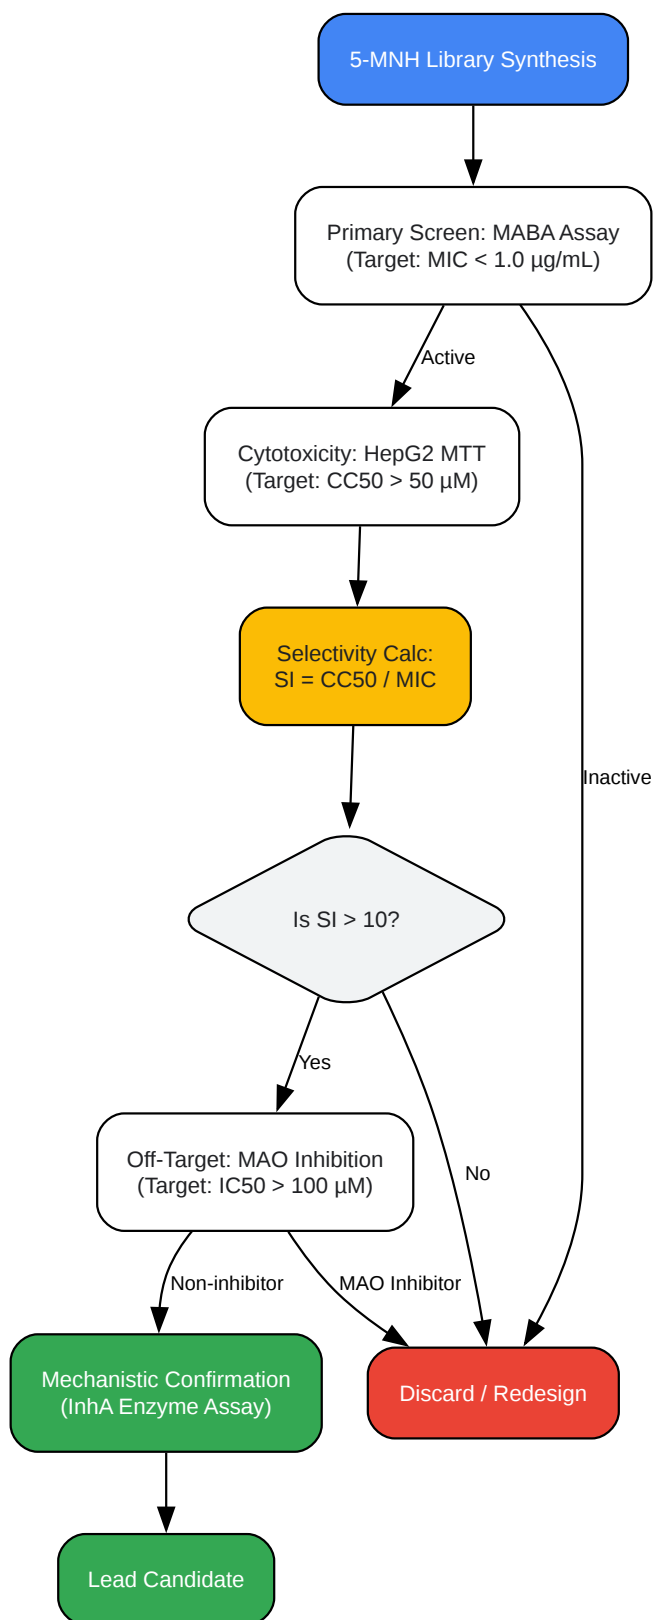 5-MNH Library Synthesis
Primary Screen: MABA Assay
(Target: MIC < 1.0 µg/mL)
Active
Cytotoxicity: HepG2 MTT
(Target: CC50 > 50 µM)
Selectivity Calc:
SI = CC50 / MIC
Inactive
Is SI > 10?
Yes
Off-Target: MAO Inhibition
(Target: IC50 > 100 µM)
No
Non-inhibitor
MAO Inhibitor
Mechanistic Confirmation
(InhA Enzyme Assay)
Discard / Redesign
Lead Candidate